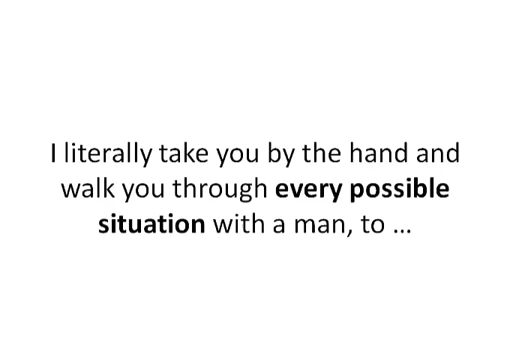 I literally take you by the hand and
walk you through every possible
situation with a man, to ...